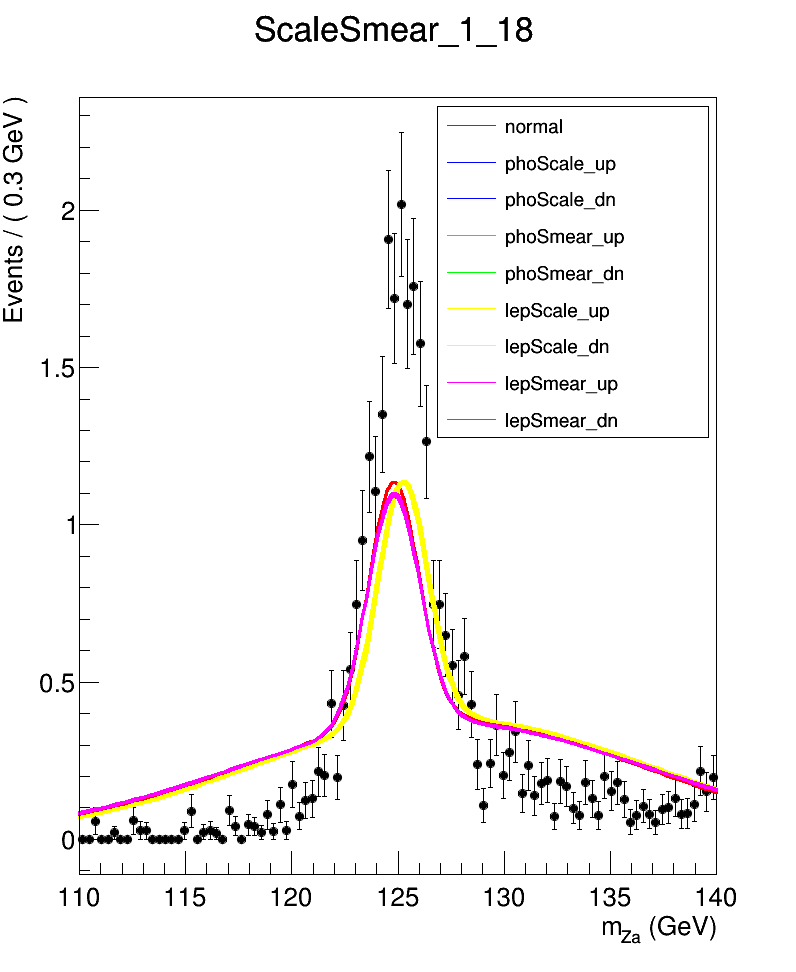 ScaleSmear_1_18
Events / ( 0.3 GeV )
normal
phoScale_up
phoScale_dn
phoSmear_up
phoSmear_dn
lepScale_up
lepScale_dn
lepSmear_up
lepSmear_dn
2
1.5
1
0.5
0
110 115 120 125 130 135 140
m_Za (GeV)